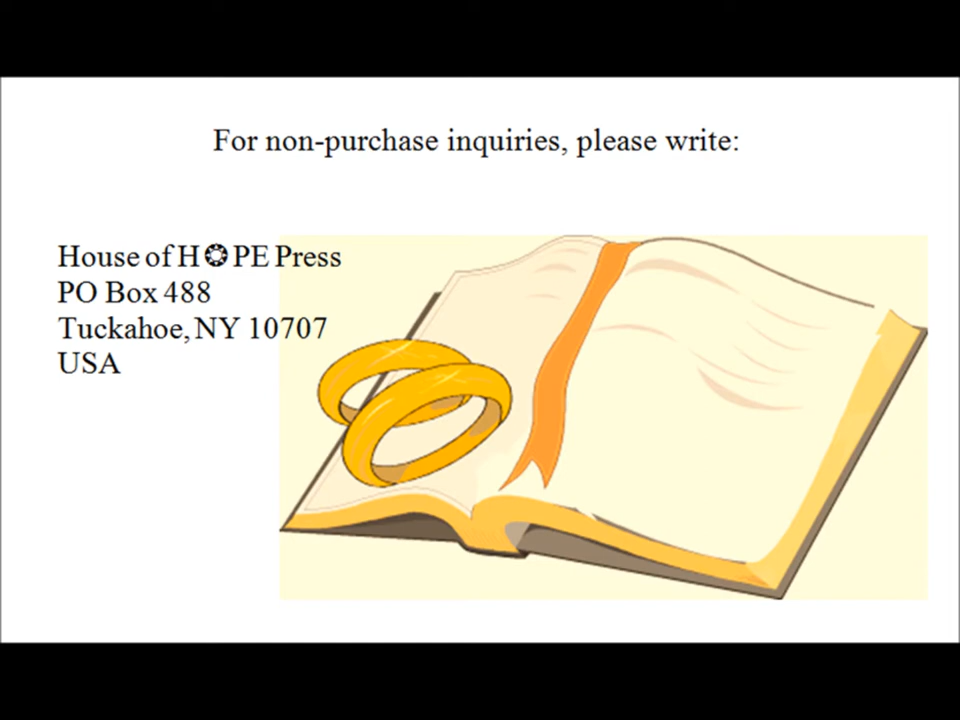 For non-purchase inquiries, please write:
House of H❂PE Press
PO Box 488
Tuckahoe, NY 10707
USA